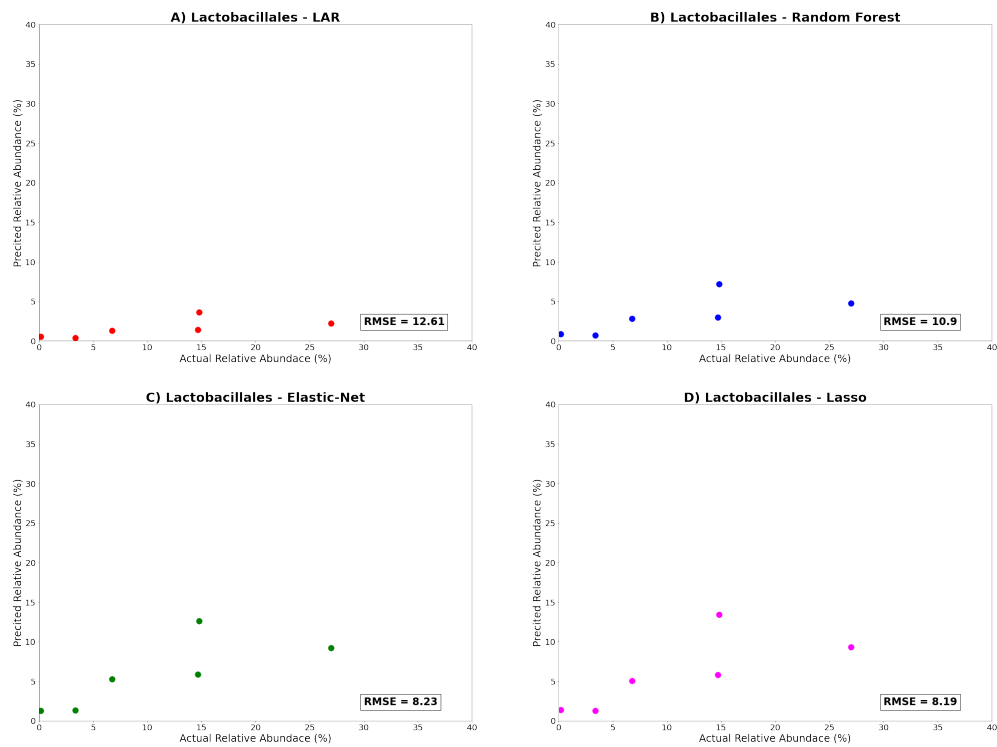 A) Lactobacillales - LAR
40
35
30
25
20
15
10
5
0
Precited Relative Abundance (%)
RMSE = 12.61
0 5 10 15 20 25 30 35 40
Actual Relative Abundace (%)
B) Lactobacillales - Random Forest
40
35
30
25
20
15
10
5
0
Precited Relative Abundance (%)
RMSE = 10.9
0 5 10 15 20 25 30 35 40
Actual Relative Abundace (%)
C) Lactobacillales - Elastic-Net
40
35
30
25
20
15
10
5
0
Precited Relative Abundance (%)
RMSE = 8.23
0 5 10 15 20 25 30 35 40
Actual Relative Abundace (%)
D) Lactobacillales - Lasso
40
35
30
25
20
15
10
5
0
Precited Relative Abundance (%)
RMSE = 8.19
0 5 10 15 20 25 30 35 40
Actual Relative Abundace (%)